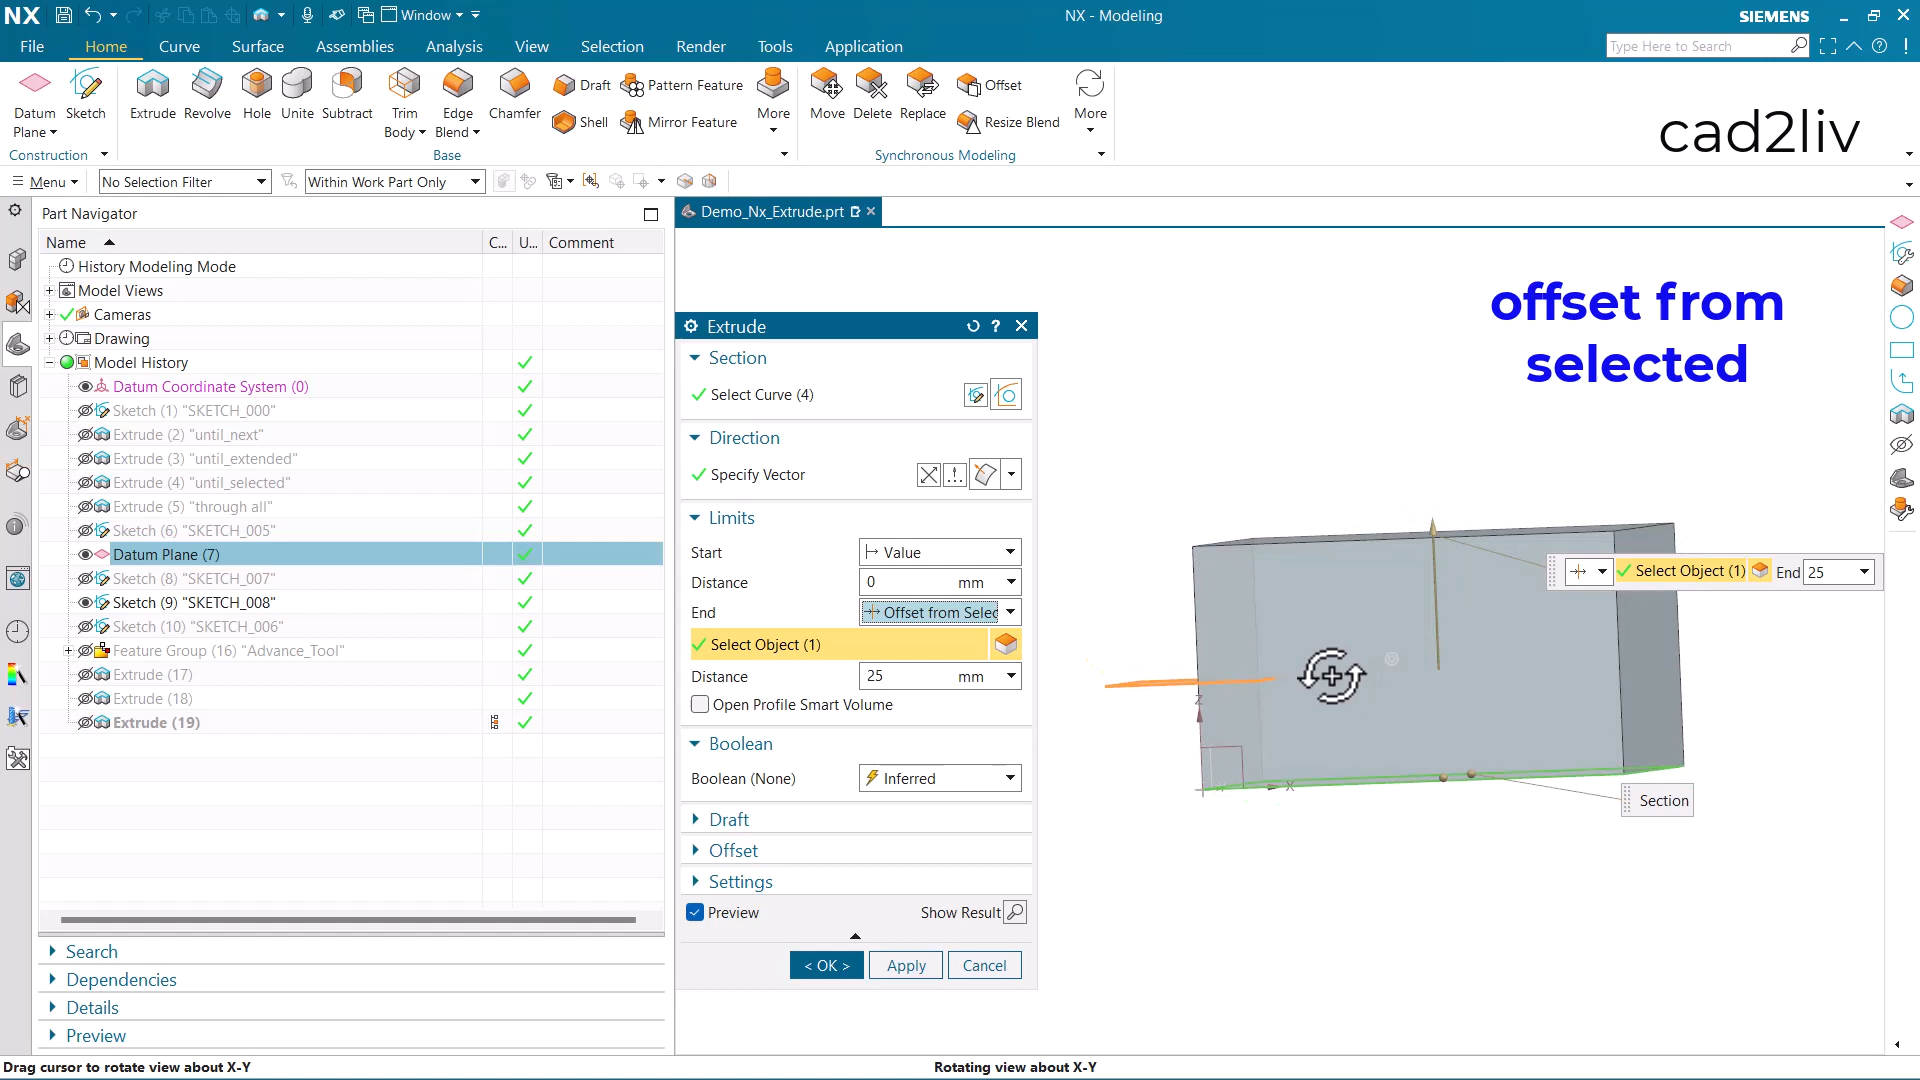 NX
Window
NX - Modeling
SIEMENS
File
Home
Curve
Surface
Assemblies
Analysis
View
Selection
Render
Tools
Application
Type Here to Search
Datum Plane
Sketch
Extrude
Revolve
Hole
Unite
Subtract
Trim Body
Edge Blend
Chamfer
Draft
Shell
Pattern Feature
Mirror Feature
More
Move
Delete
Replace
Offset
Resize Blend
More
cad2liv
Construction
Base
Synchronous Modeling
Menu
No Selection Filter
Within Work Part Only
Part Navigator
Name
C...
U...
Comment
History Modeling Mode
Model Views
Cameras
Drawing
Model History
Datum Coordinate System (0)
Sketch (1) "SKETCH_000"
Extrude (2) "until_next"
Extrude (3) "until_extended"
Extrude (4) "until_selected"
Extrude (5) "through all"
Sketch (6) "SKETCH_005"
Datum Plane (7)
Sketch (8) "SKETCH_007"
Sketch (9) "SKETCH_008"
Sketch (10) "SKETCH_006"
Feature Group (16) "Advance_Tool"
Extrude (17)
Extrude (18)
Extrude (19)
Search
Dependencies
Details
Preview
Demo_Nx_Extrude.prt
Extrude
Section
Select Curve (4)
Direction
Specify Vector
Limits
Start
Value
Distance
0 mm
End
Offset from Selec
Select Object (1)
Distance
25 mm
Open Profile Smart Volume
Boolean
Boolean (None)
Inferred
Draft
Offset
Settings
Preview
Show Result
< OK >
Apply
Cancel
offset from
selected
Select Object (1)
End
25
Z
X
Section
Drag cursor to rotate view about X-Y
Rotating view about X-Y